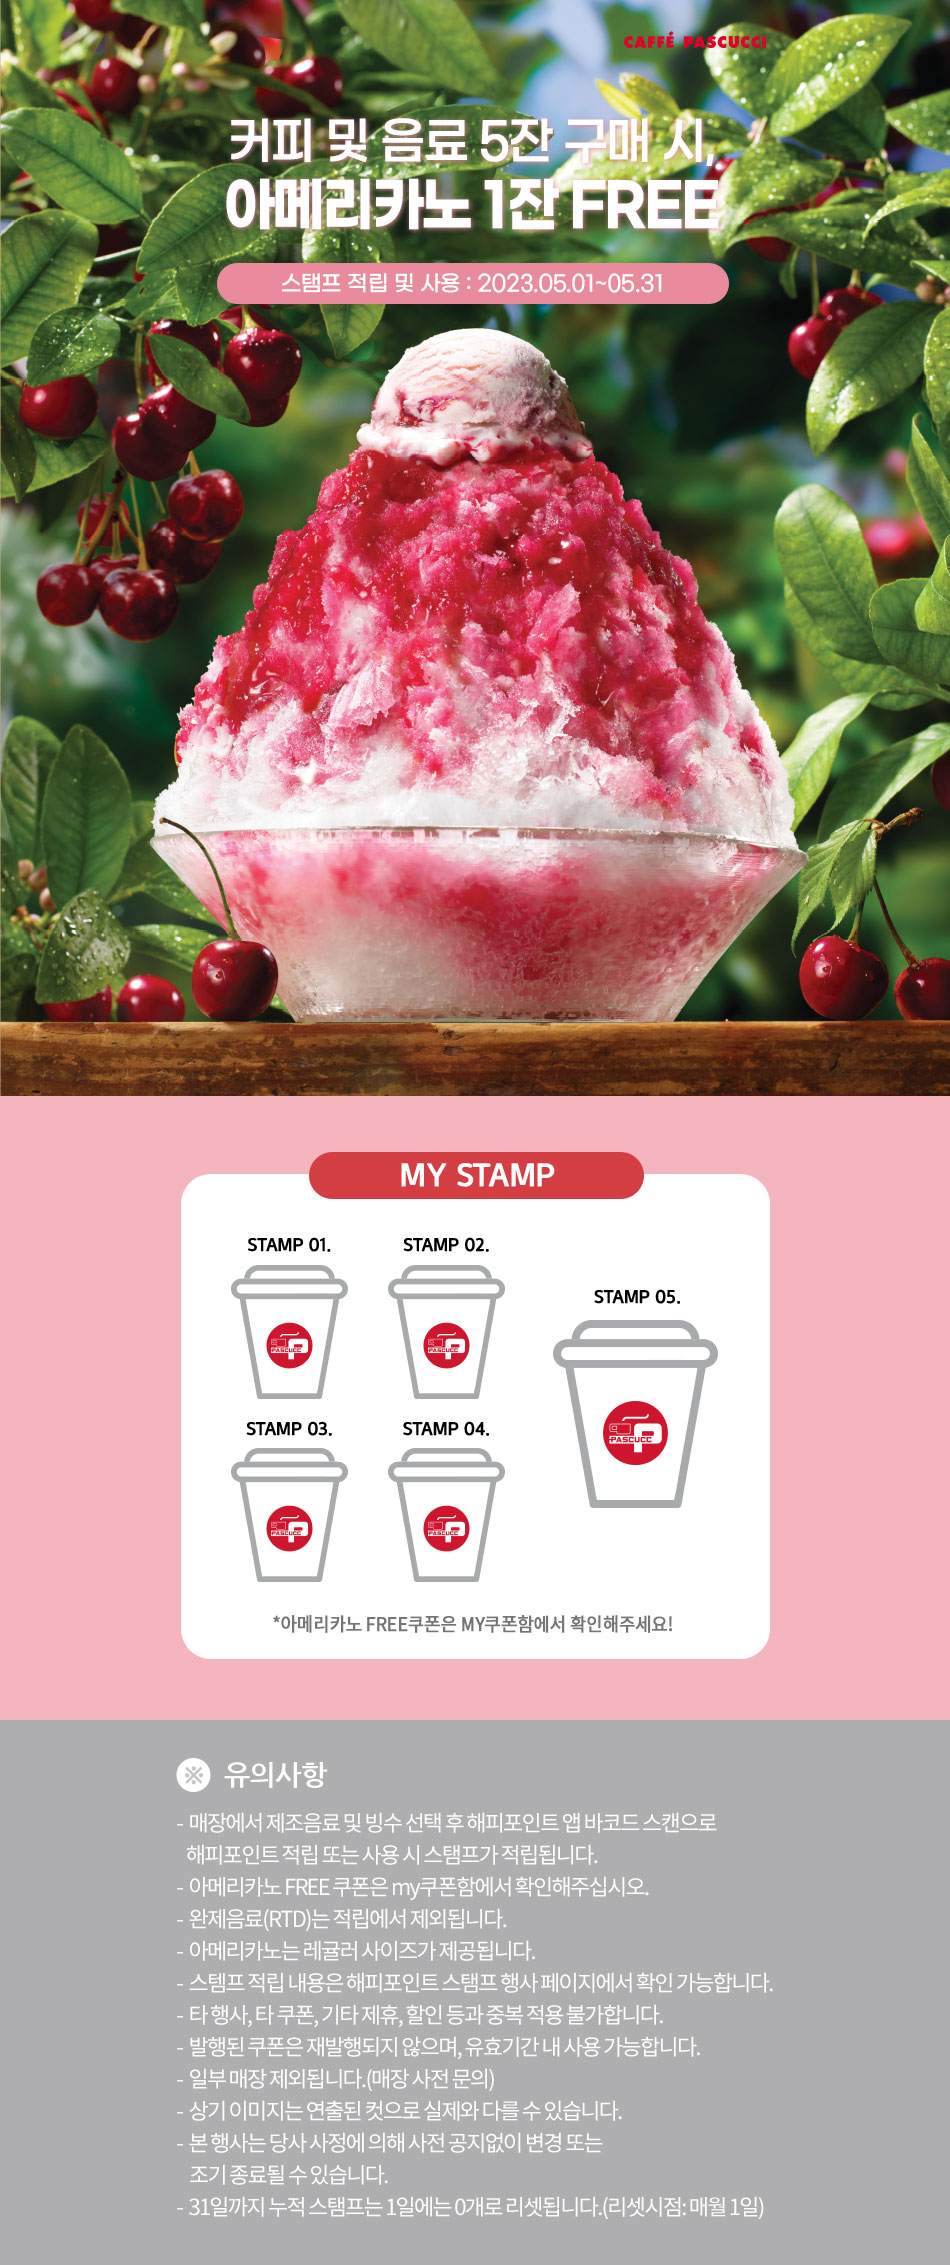 CAFFÉ PASCUCCI
커피 및 음료 5잔 구매 시,
아메리카노 1잔 FREE
스탬프 적립 및 사용 : 2023.05.01~05.31
MY STAMP
STAMP 01.
STAMP 02.
PASCUCC
PASCUCC
STAMP 03.
STAMP 04.
PASCUCC
PASCUCC
STAMP 05.
PASCUCC
*아메리카노 FREE쿠폰은 MY쿠폰함에서 확인해주세요!
※ 유의사항
- 매장에서 제조음료 및 빙수 선택 후 해피포인트 앱 바코드 스캔으로
해피포인트 적립 또는 사용 시 스탬프가 적립됩니다.
- 아메리카노 FREE 쿠폰은 my쿠폰함에서 확인해주십시오.
- 완제음료(RTD)는 적립에서 제외됩니다.
- 아메리카노는 레귤러 사이즈가 제공됩니다.
- 스템프 적립 내용은 해피포인트 스탬프 행사 페이지에서 확인 가능합니다.
- 타 행사, 타 쿠폰, 기타 제휴, 할인 등과 중복 적용 불가합니다.
- 발행된 쿠폰은 재발행되지 않으며, 유효기간 내 사용 가능합니다.
- 일부 매장 제외됩니다.(매장 사전 문의)
- 상기 이미지는 연출된 컷으로 실제와 다를 수 있습니다.
- 본 행사는 당사 사정에 의해 사전 공지없이 변경 또는
조기 종료될 수 있습니다.
- 31일까지 누적 스탬프는 1일에는 0개로 리셋됩니다.(리셋시점: 매월 1일)